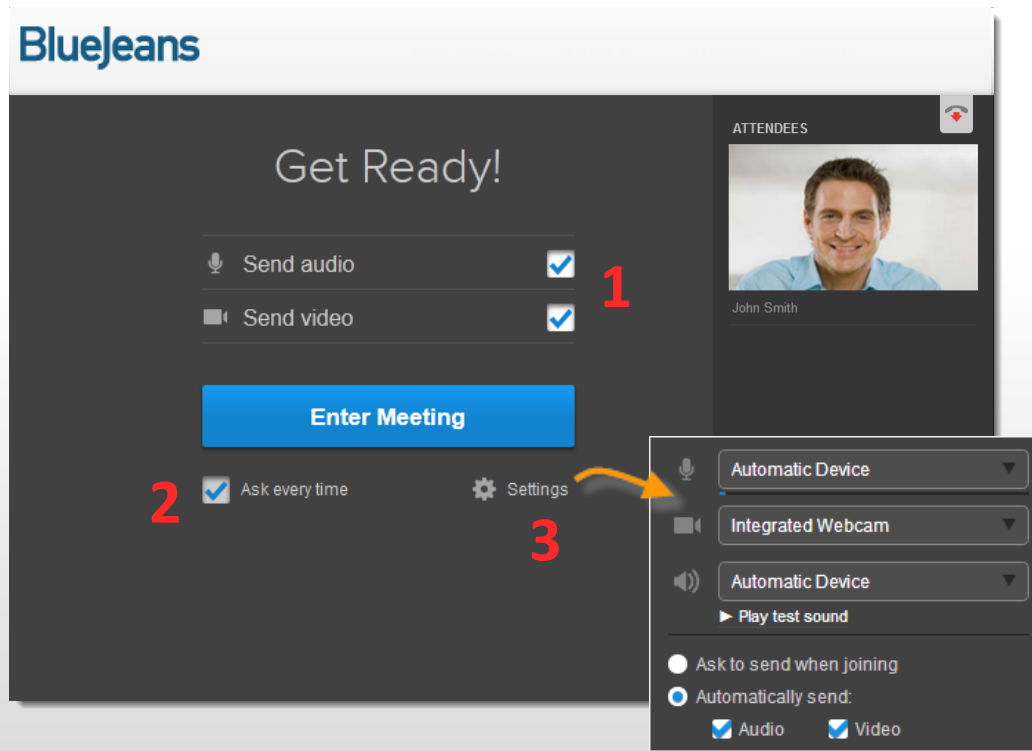 BlueJeans
Get Ready!
Send audio
1
Send video
Enter Meeting
2
Ask every time
Settings
3
ATTENDEES
John Smith
Automatic Device
Integrated Webcam
Automatic Device
Play test sound
Ask to send when joining
Automatically send:
Audio Video